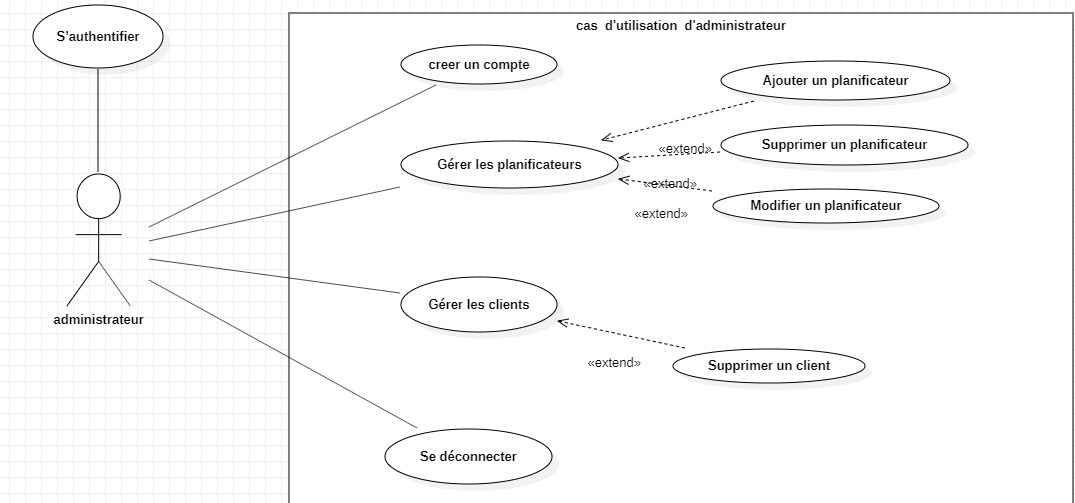 cas d'utilisation d'administrateur
S'authentifier
creer un compte
Ajouter un planificateur
«extend»
Supprimer un planificateur
Gérer les planificateurs
«extend»
Modifier un planificateur
«extend»
administrateur
Gérer les clients
«extend»
Supprimer un client
Se déconnecter